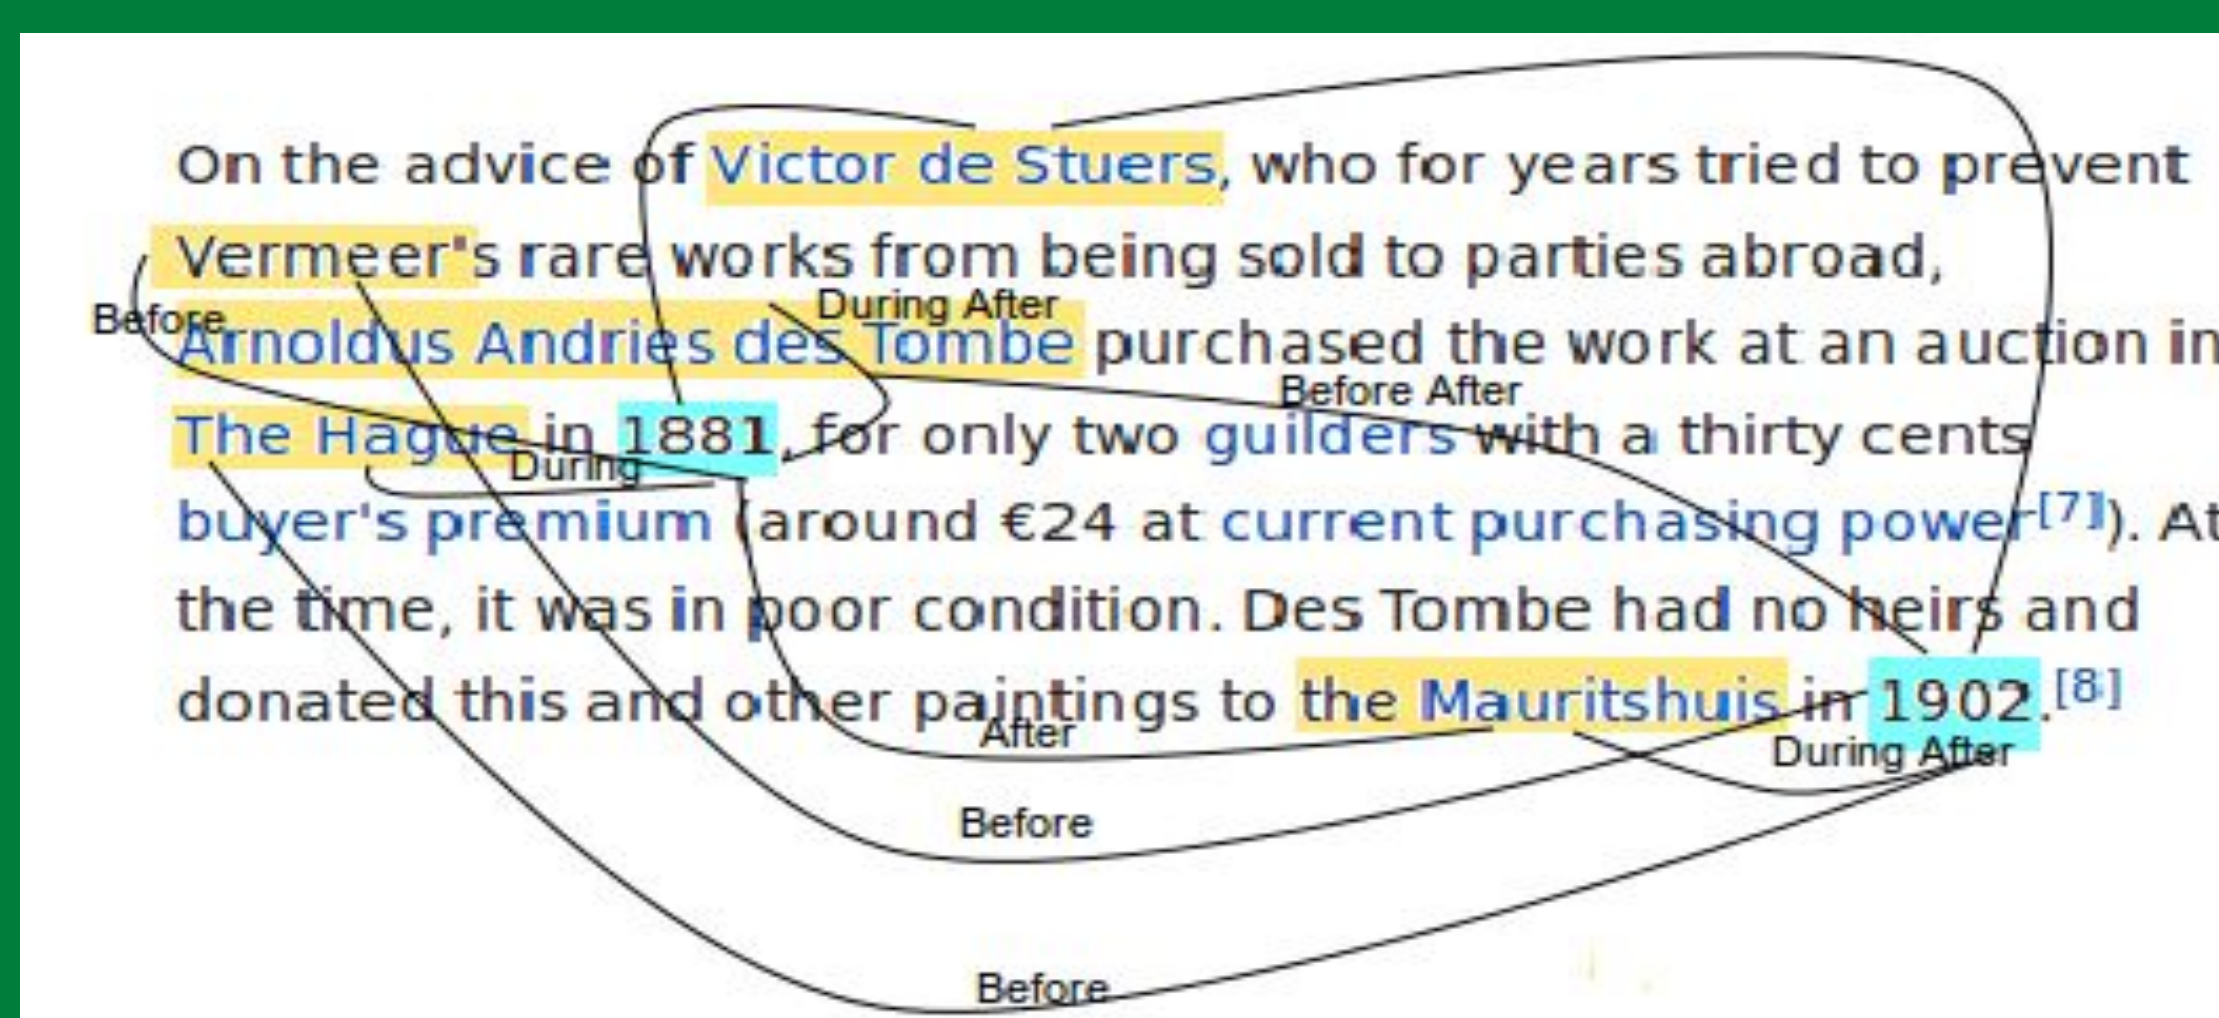 On the advice of Victor de Stuers, who for years tried to prevent
Vermeer's rare works from being sold to parties abroad,
During After
Before
Arnoldus Andries des Tombe purchased the work at an auction in
Before After
The Hague in 1881, for only two guilders with a thirty cents
During
buyer's premium (around €24 at current purchasing power[7]). At
the time, it was in poor condition. Des Tombe had no heirs and
donated this and other paintings to the Mauritshuis in 1902.[8]
After
During After
Before
Before